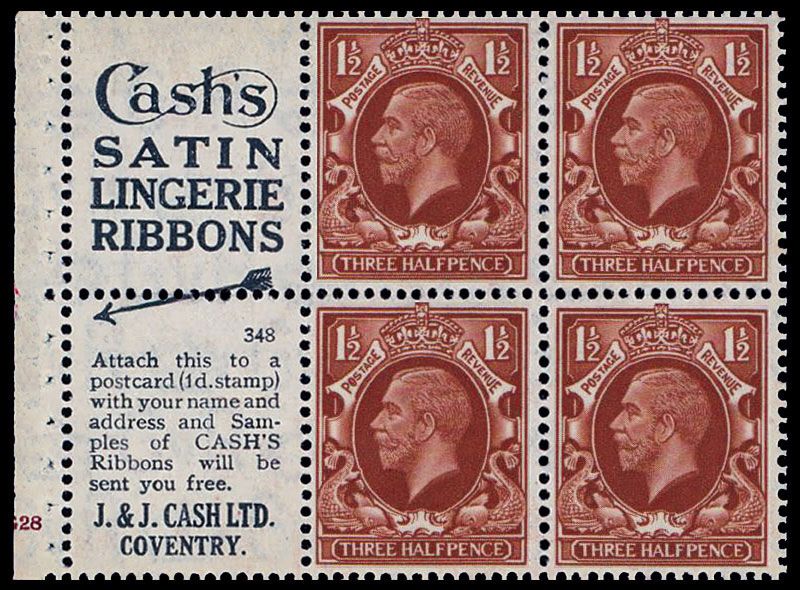 Cash's
SATIN
LINGERIE
RIBBONS
348
Attach this to a
postcard (1d.stamp)
with your name and
address and Sam-
ples of CASH'S
Ribbons will be
sent you free.
J. & J. CASH LTD.
COVENTRY.
28
1½ 1½
POSTAGE REVENUE
THREE HALFPENCE
1½ 1½
POSTAGE REVENUE
THREE HALFPENCE
1½ 1½
POSTAGE REVENUE
THREE HALFPENCE
1½ 1½
POSTAGE REVENUE
THREE HALFPENCE